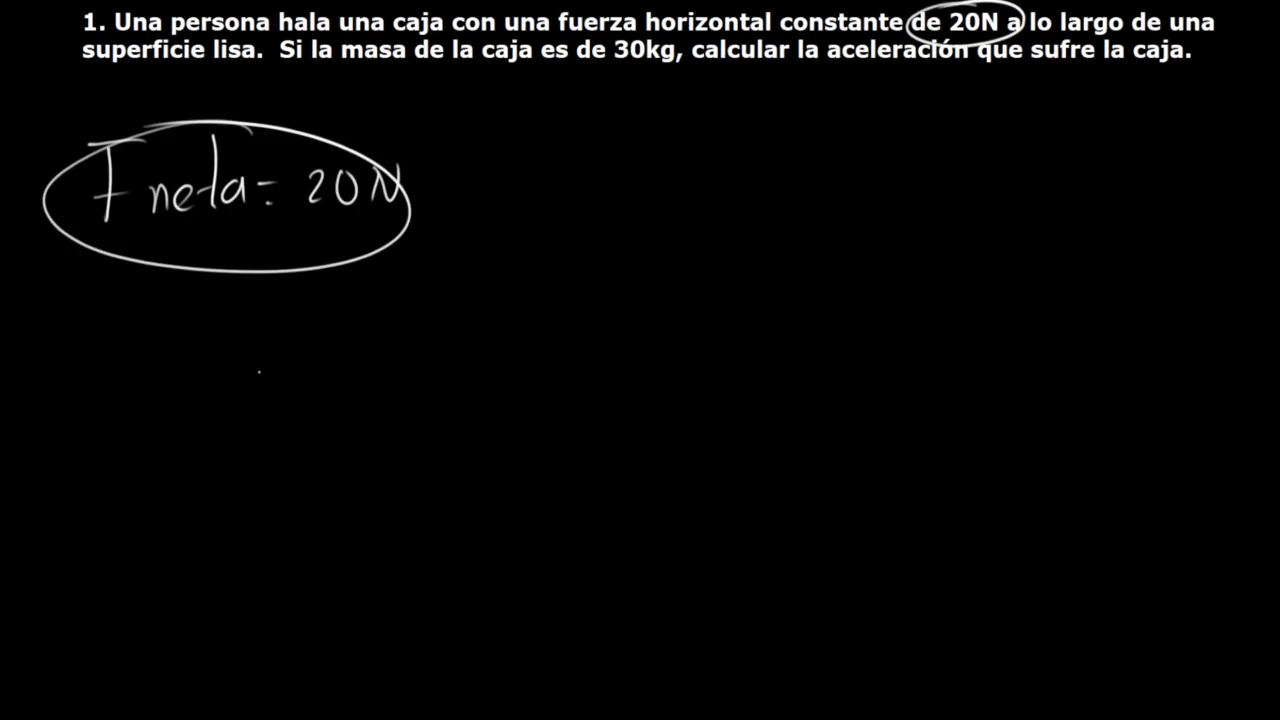 1. Una persona hala una caja con una fuerza horizontal constante de 20N a lo largo de una
superficie lisa.  Si la masa de la caja es de 30kg, calcular la aceleración que sufre la caja.
F neta = 20 N